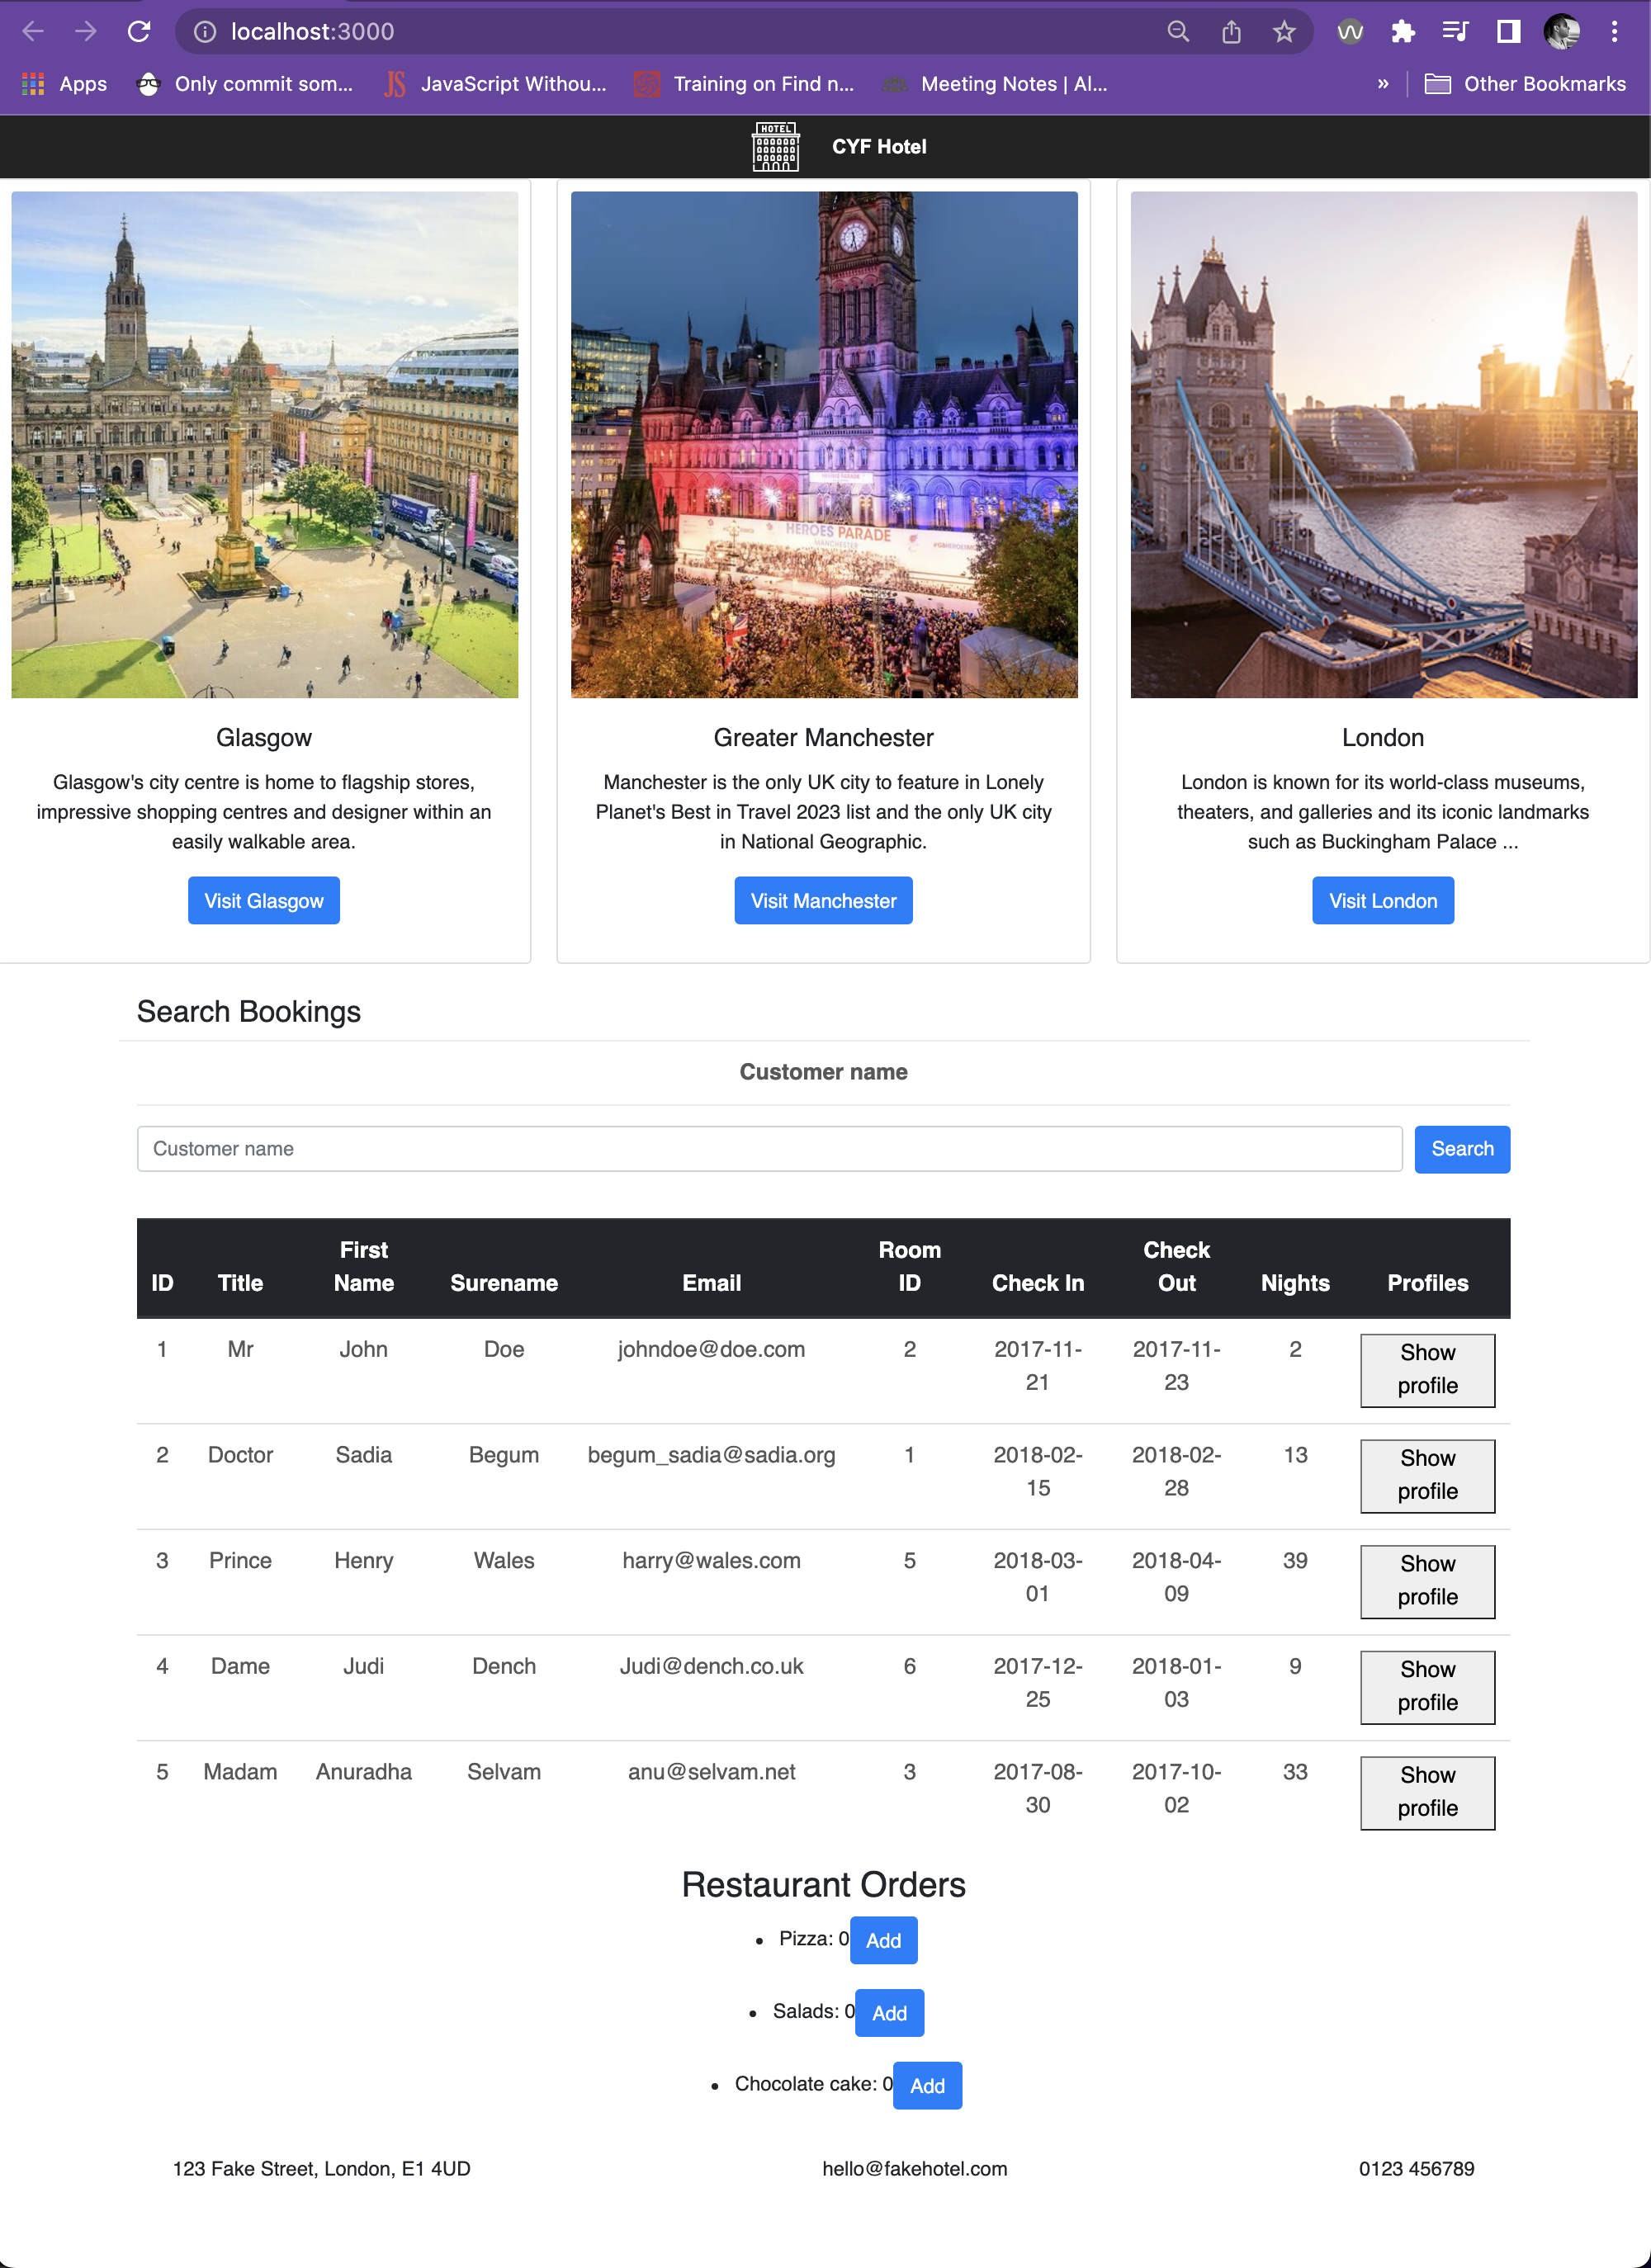 localhost:3000
Apps
Only commit som...
JS JavaScript Withou...
Training on Find n...
Meeting Notes | Al...
»
Other Bookmarks
HOTEL
CYF Hotel
HEROES PARADE
MANCHESTER
Glasgow
Glasgow's city centre is home to flagship stores,
impressive shopping centres and designer within an
easily walkable area.
Visit Glasgow
Greater Manchester
Manchester is the only UK city to feature in Lonely
Planet's Best in Travel 2023 list and the only UK city
in National Geographic.
Visit Manchester
London
London is known for its world-class museums,
theaters, and galleries and its iconic landmarks
such as Buckingham Palace ...
Visit London
Search Bookings
Customer name
Customer name
Search
ID Title First Name Surename Email Room ID Check In Check Out Nights Profiles
1 Mr John Doe johndoe@doe.com 2 2017-11-21 2017-11-23 2 Show profile
2 Doctor Sadia Begum begum_sadia@sadia.org 1 2018-02-15 2018-02-28 13 Show profile
3 Prince Henry Wales harry@wales.com 5 2018-03-01 2018-04-09 39 Show profile
4 Dame Judi Dench Judi@dench.co.uk 6 2017-12-25 2018-01-03 9 Show profile
5 Madam Anuradha Selvam anu@selvam.net 3 2017-08-30 2017-10-02 33 Show profile
Restaurant Orders
• Pizza: 0 Add
• Salads: 0 Add
• Chocolate cake: 0 Add
123 Fake Street, London, E1 4UD
hello@fakehotel.com
0123 456789